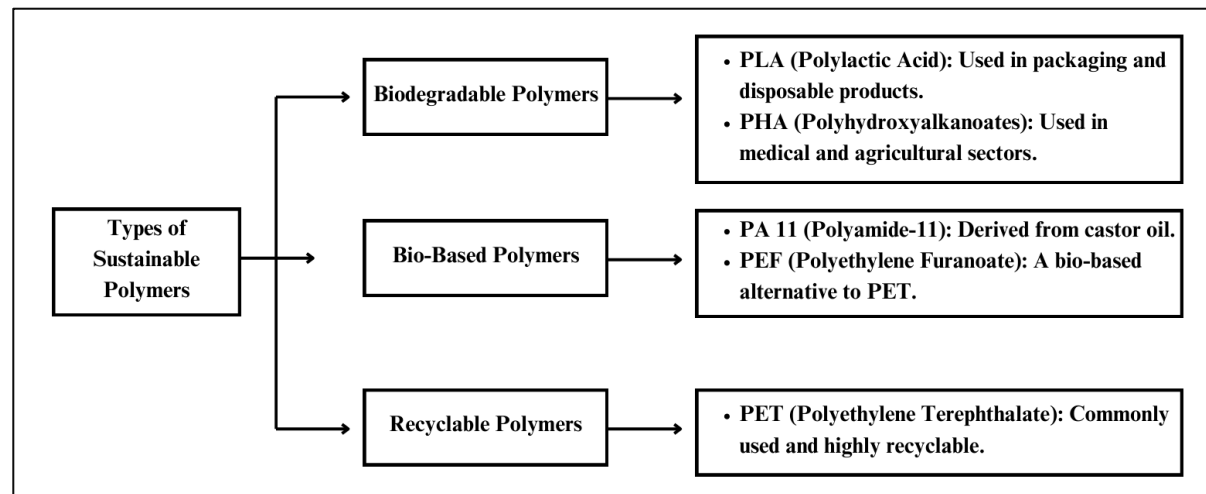 Types of
Sustainable
Polymers
Biodegradable Polymers
• PLA (Polylactic Acid): Used in packaging and
disposable products.
• PHA (Polyhydroxyalkanoates): Used in
medical and agricultural sectors.
Bio-Based Polymers
• PA 11 (Polyamide-11): Derived from castor oil.
• PEF (Polyethylene Furanoate): A bio-based
alternative to PET.
Recyclable Polymers
• PET (Polyethylene Terephthalate): Commonly
used and highly recyclable.